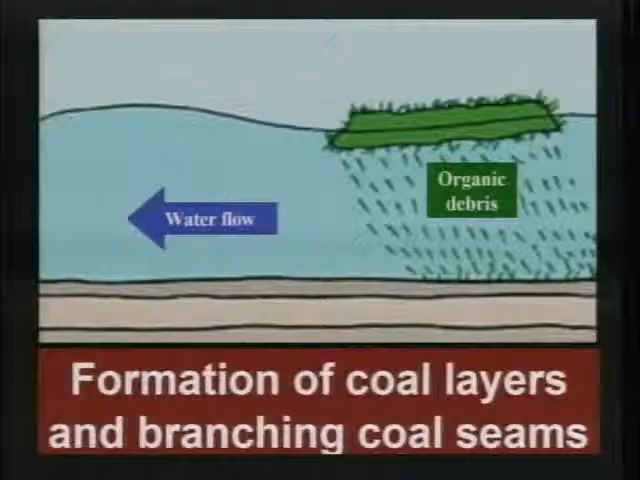 Organic
debris
Water flow
Formation of coal layers
and branching coal seams